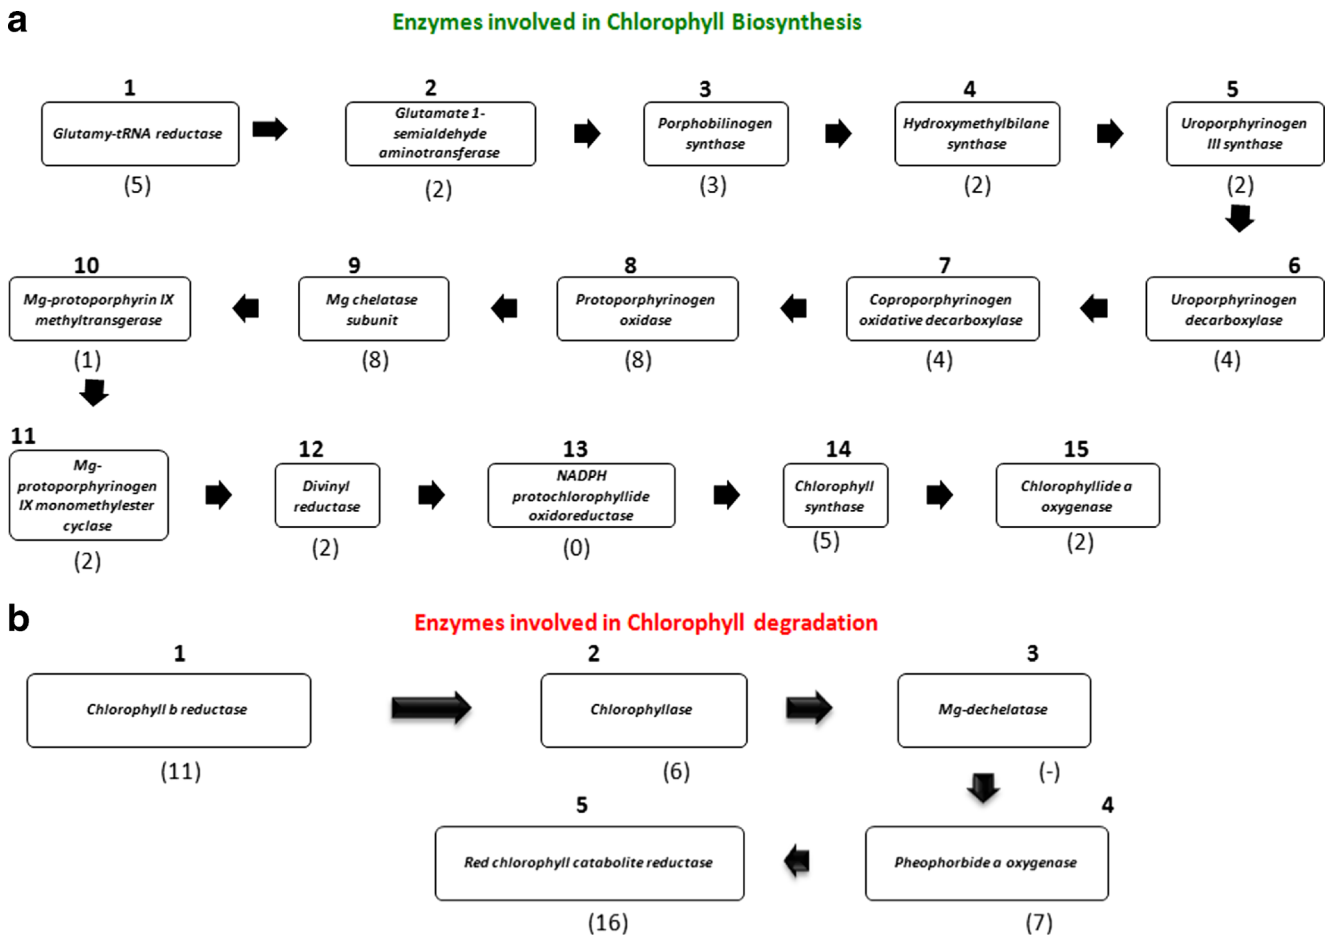 a
Enzymes involved in Chlorophyll Biosynthesis
1
Glutamy-tRNA reductase
(5)
2
Glutamate 1-
semialdehyde
aminotransferase
(2)
3
Porphobilinogen
synthase
(3)
4
Hydroxymethylbilane
synthase
(2)
5
Uroporphyrinogen
III synthase
(2)
6
Uroporphyrinogen
decarboxylase
(4)
7
Coproporphyrinogen
oxidative decarboxylase
(4)
8
Protoporphyrinogen
oxidase
(8)
9
Mg chelatase
subunit
(8)
10
Mg-protoporphyrin IX
methyltransgerase
(1)
11
Mg-
protoporphyrinogen
IX monomethylester
cyclase
(2)
12
Divinyl
reductase
(2)
13
NADPH
protochlorophyllide
oxidoreductase
(0)
14
Chlorophyll
synthase
(5)
15
Chlorophyllide a
oxygenase
(2)
b
Enzymes involved in Chlorophyll degradation
1
Chlorophyll b reductase
(11)
2
Chlorophyllase
(6)
3
Mg-dechelatase
(-)
4
Pheophorbide a oxygenase
(7)
5
Red chlorophyll catabolite reductase
(16)